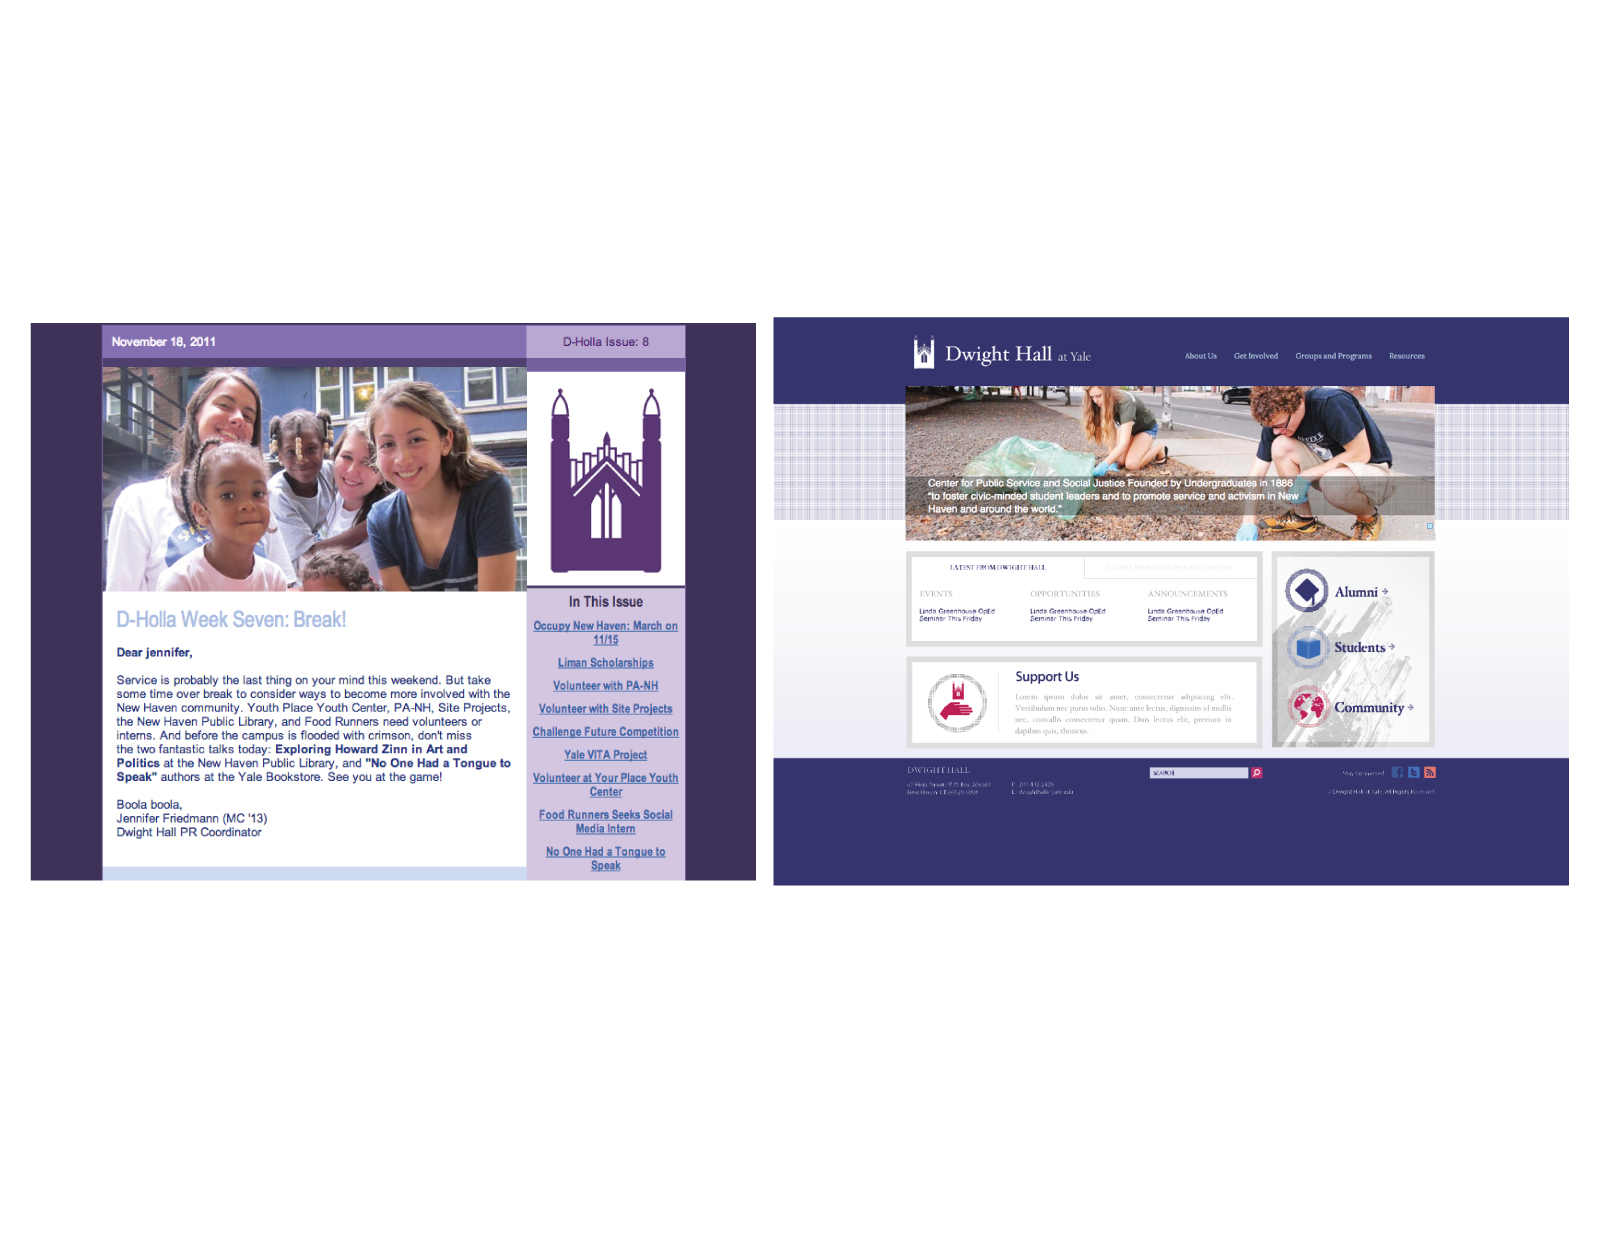 November 18, 2011
D-Holla Issue: 8
D-Holla Week Seven: Break!
Dear jennifer,
Service is probably the last thing on your mind this weekend. But take
some time over break to consider ways to become more involved with the
New Haven community. Youth Place Youth Center, PA-NH, Site Projects,
the New Haven Public Library, and Food Runners need volunteers or
interns. And before the campus is flooded with crimson, don't miss
the two fantastic talks today: Exploring Howard Zinn in Art and
Politics at the New Haven Public Library, and "No One Had a Tongue to
Speak" authors at the Yale Bookstore. See you at the game!
Boola boola,
Jennifer Friedmann (MC '13)
Dwight Hall PR Coordinator
In This Issue
Occupy New Haven: March on
11/15
Liman Scholarships
Volunteer with PA-NH
Volunteer with Site Projects
Challenge Future Competition
Yale VITA Project
Volunteer at Your Place Youth
Center
Food Runners Seeks Social
Media Intern
No One Had a Tongue to
Speak
Dwight Hall at Yale
About Us
Get Involved
Groups and Programs
Resources
Center for Public Service and Social Justice Founded by Undergraduates in 1866
"to foster civic-minded student leaders and to promote service and activism in New
Haven and around the world."
LATEST FROM DWIGHT HALL
EVENTS
Linda Greenhouse OpEd
Seminar This Friday
OPPORTUNITIES
Linda Greenhouse OpEd
Seminar This Friday
ANNOUNCEMENTS
Linda Greenhouse OpEd
Seminar This Friday
Support Us
Lorem ipsum dolor sit amet, consectetur adipiscing elit.
Vestibulum nec purus odio. Nunc ante lectus, dignissim id mollis
nec, convallis consectetur quam. Duis lectus elit, pretium in
dapibus quis, rhoncus.
Alumni
Students
Community
DWIGHT HALL
SEARCH
Stay Connected
© Dwight Hall at Yale. All Rights Reserved